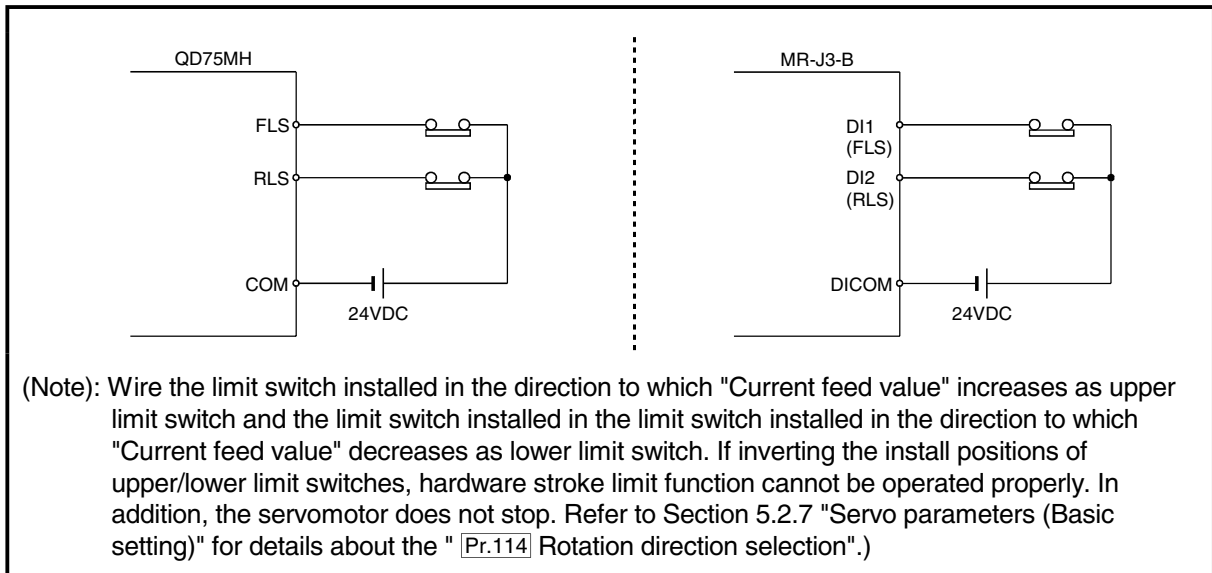 QD75MH
FLS
RLS
COM
24VDC
MR-J3-B
DI1
(FLS)
DI2
(RLS)
DICOM
24VDC
(Note): Wire the limit switch installed in the direction to which "Current feed value" increases as upper
limit switch and the limit switch installed in the limit switch installed in the direction to which
"Current feed value" decreases as lower limit switch. If inverting the install positions of
upper/lower limit switches, hardware stroke limit function cannot be operated properly. In
addition, the servomotor does not stop. Refer to Section 5.2.7 "Servo parameters (Basic
setting)" for details about the " Pr.114 Rotation direction selection".)